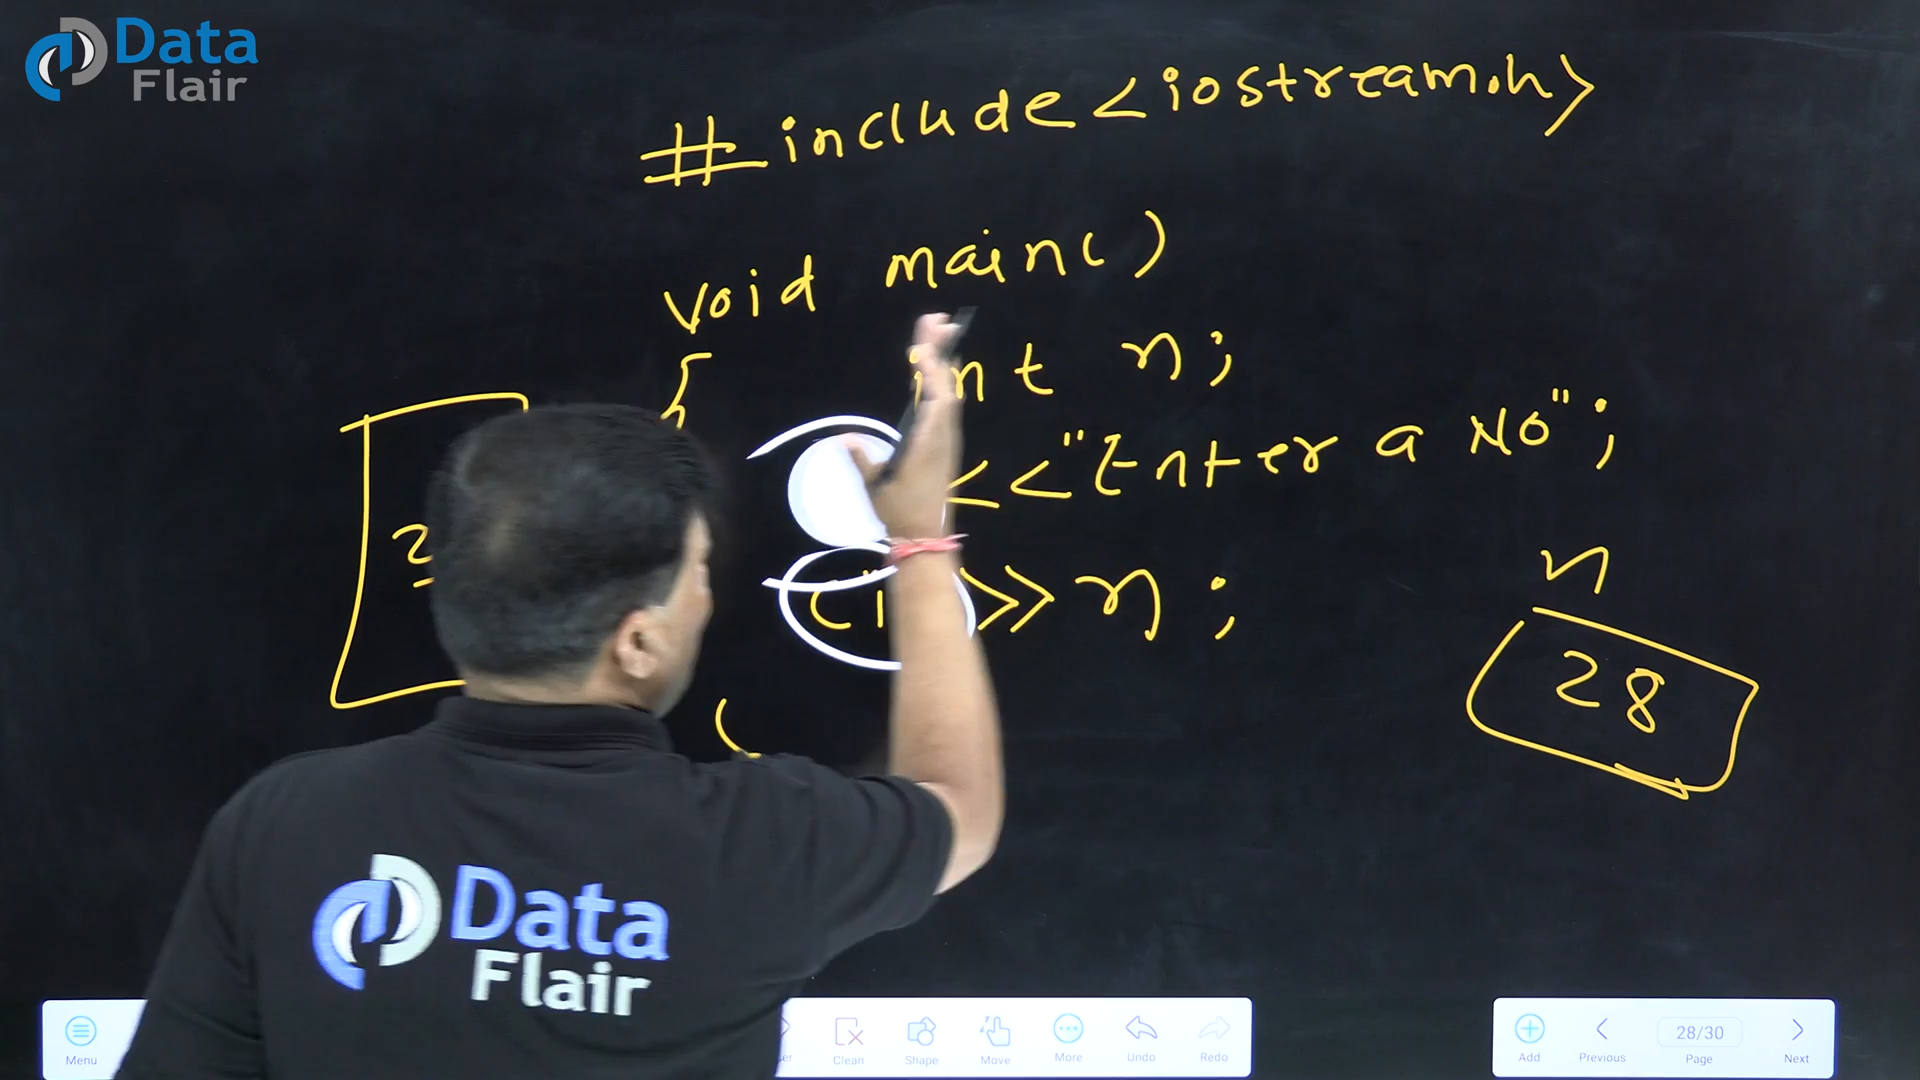 Data
Flair
#include<iostream.h>
void main()
{
int n;
<<"Enter a No";
>>n;
n
28
Data
Flair
Menu
Clean
Shape
Move
More
Undo
Redo
Add
Previous
28/30
Page
Next